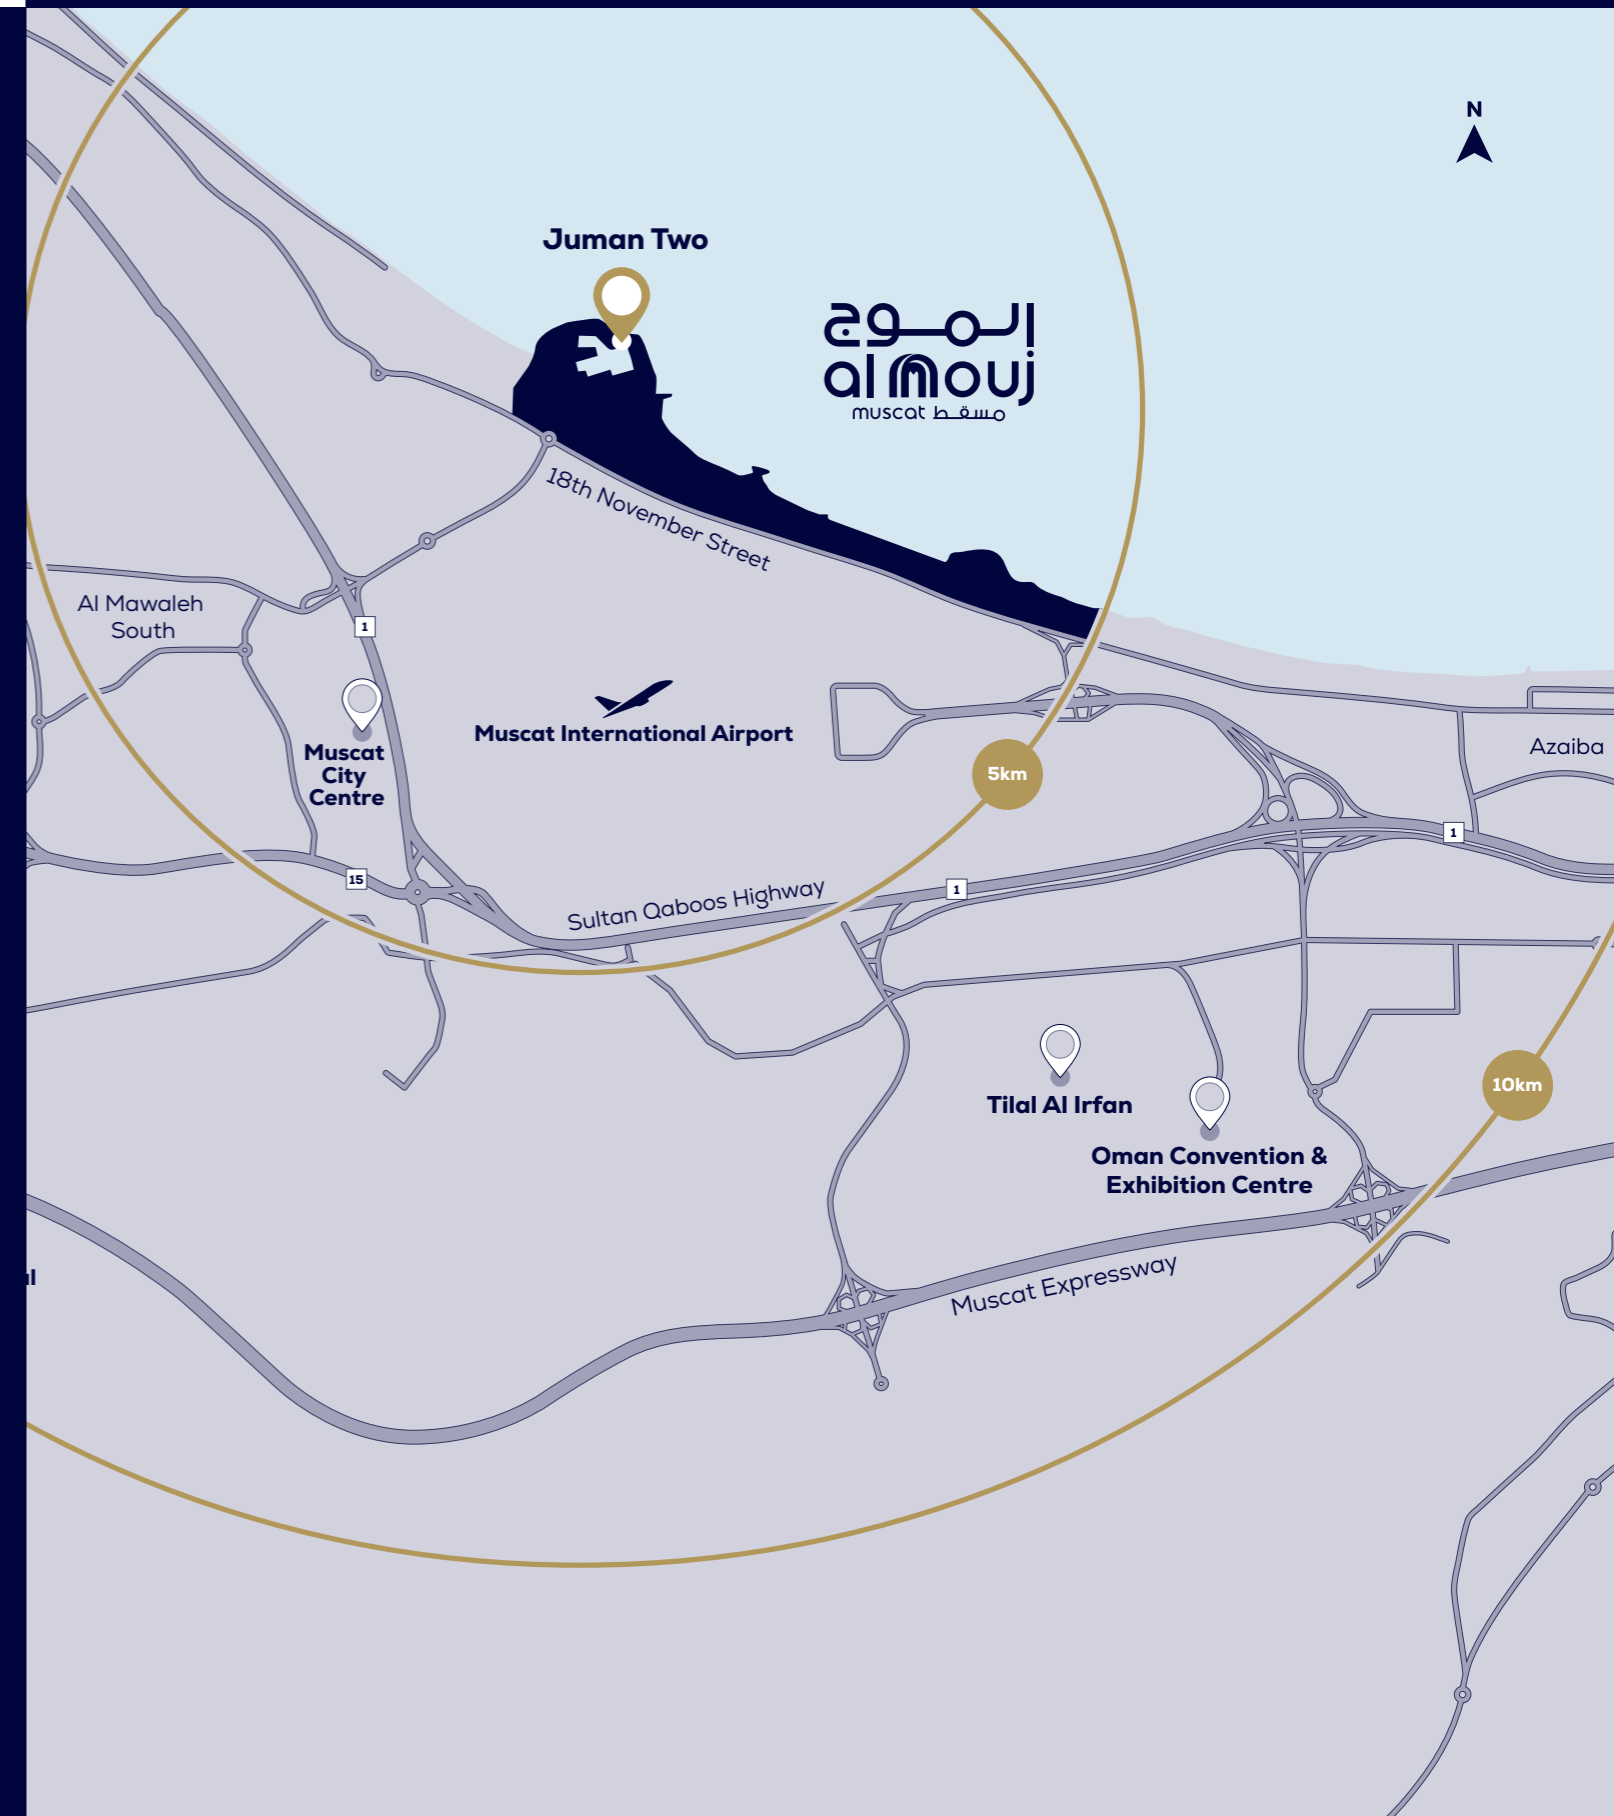 N
Juman Two
الموج
al mouj
muscat مسقط
18th November Street
Al Mawaleh
South
1
Muscat International Airport
Muscat
City
Centre
5km
Azaiba
1
15
1
Sultan Qaboos Highway
Tilal Al Irfan
10km
Oman Convention &
Exhibition Centre
Muscat Expressway